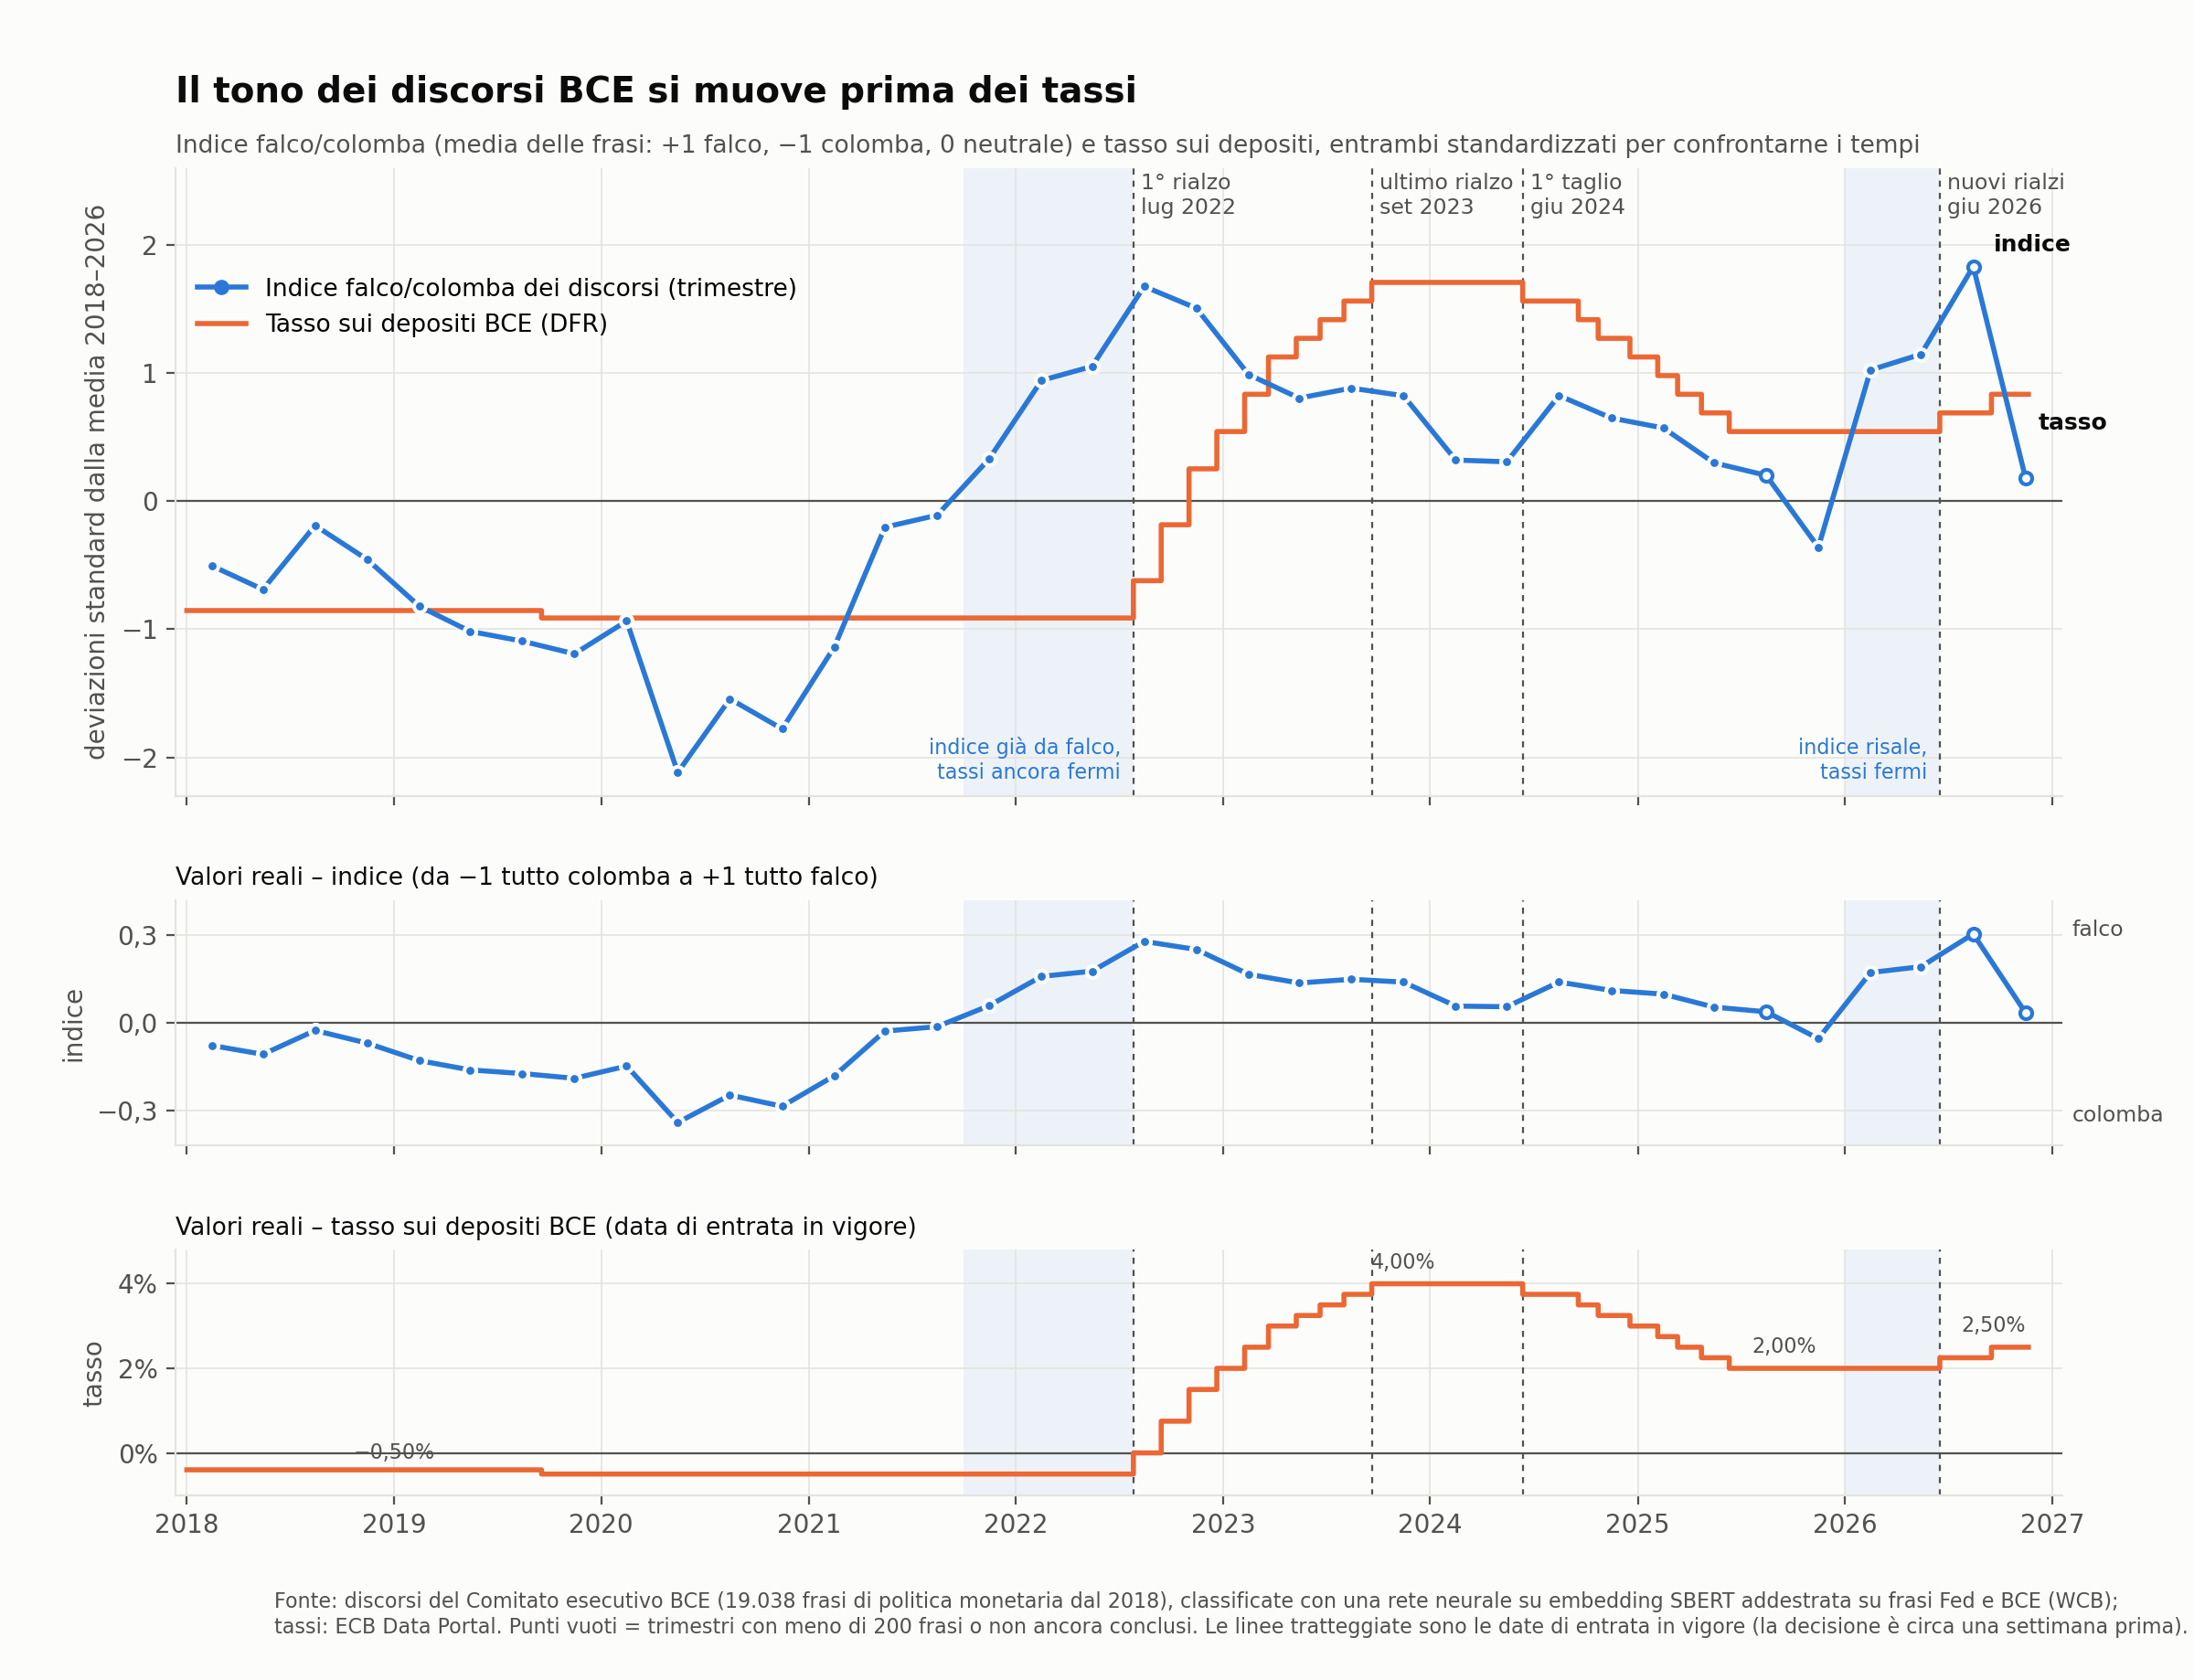 Il tono dei discorsi BCE si muove prima dei tassi
Indice falco/colomba (media delle frasi: +1 falco, −1 colomba, 0 neutrale) e tasso sui depositi, entrambi standardizzati per confrontarne i tempi
1° rialzo
lug 2022
ultimo rialzo
set 2023
1° taglio
giu 2024
nuovi rialzi
giu 2026
indice
tasso
Indice falco/colomba dei discorsi (trimestre)
Tasso sui depositi BCE (DFR)
deviazioni standard dalla media 2018–2026
2
1
0
−1
−2
indice già da falco,
tassi ancora fermi
indice risale,
tassi fermi
Valori reali – indice (da −1 tutto colomba a +1 tutto falco)
indice
0,3
0,0
−0,3
falco
colomba
Valori reali – tasso sui depositi BCE (data di entrata in vigore)
tasso
4%
2%
0%
−0,50%
4,00%
2,00%
2,50%
2018 2019 2020 2021 2022 2023 2024 2025 2026 2027
Fonte: discorsi del Comitato esecutivo BCE (19.038 frasi di politica monetaria dal 2018), classificate con una rete neurale su embedding SBERT addestrata su frasi Fed e BCE (WCB);
tassi: ECB Data Portal. Punti vuoti = trimestri con meno di 200 frasi o non ancora conclusi. Le linee tratteggiate sono le date di entrata in vigore (la decisione è circa una settimana prima).